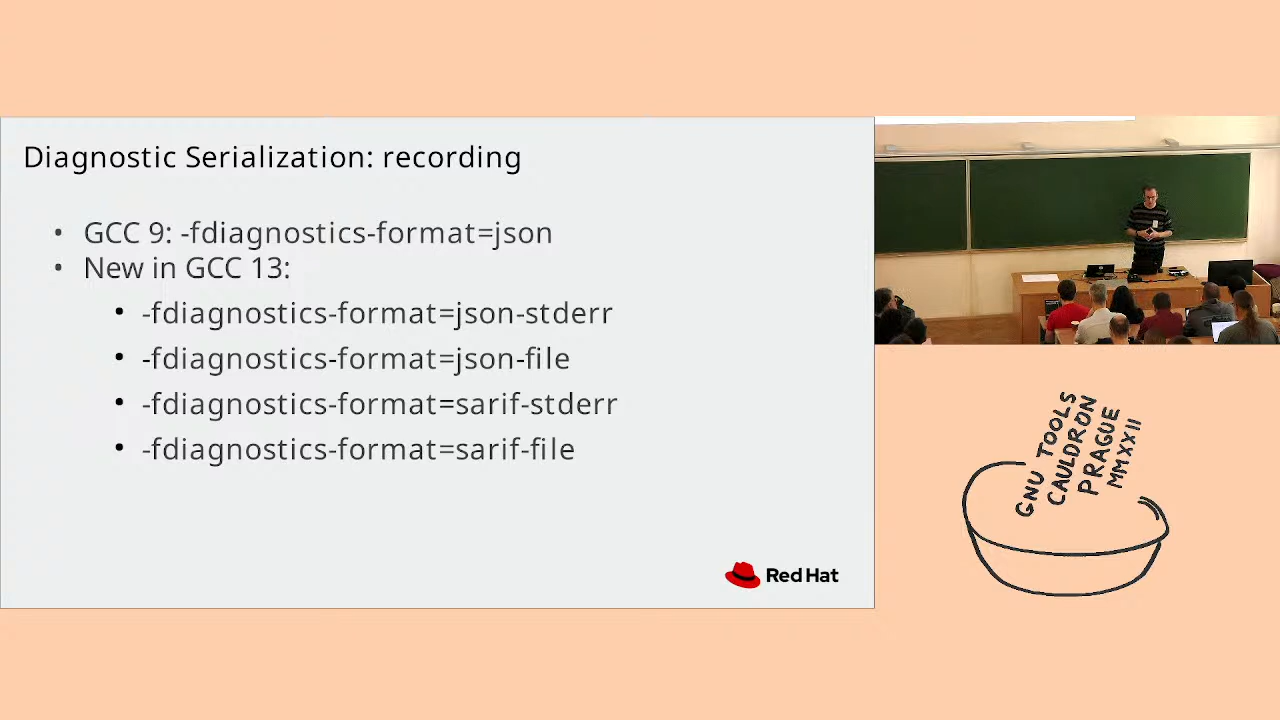 Diagnostic Serialization: recording
• GCC 9: -fdiagnostics-format=json
• New in GCC 13:
• -fdiagnostics-format=json-stderr
• -fdiagnostics-format=json-file
• -fdiagnostics-format=sarif-stderr
• -fdiagnostics-format=sarif-file
Red Hat
GNU TOOLS
CAULDRON
PRAGUE
MMXXII